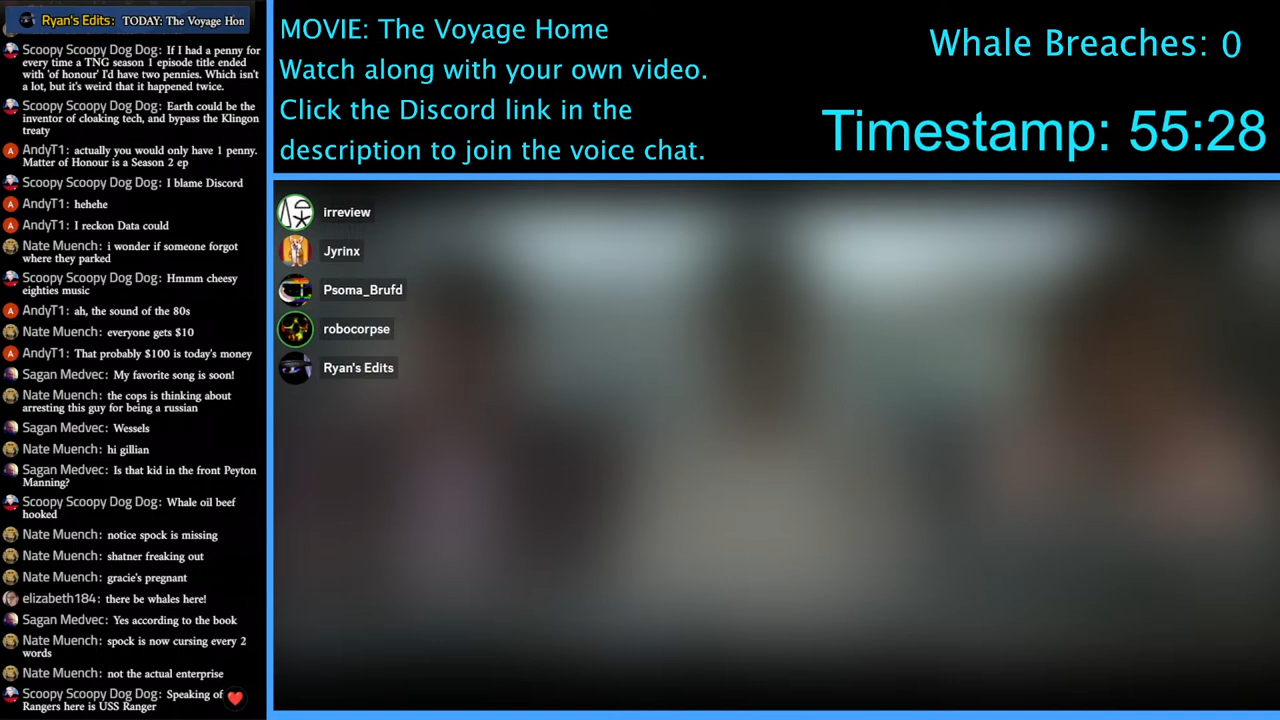 Ryan's Edits: TODAY: The Voyage Hon
Scoopy Scoopy Dog Dog: If I had a penny for
every time a TNG season 1 episode title ended
with 'of honour' I'd have two pennies. Which isn't
a lot, but it's weird that it happened twice.
Scoopy Scoopy Dog Dog: Earth could be the
inventor of cloaking tech, and bypass the Klingon
treaty
A AndyT1: actually you would only have 1 penny.
Matter of Honour is a Season 2 ep
Scoopy Scoopy Dog Dog: I blame Discord
A AndyT1: hehehe
A AndyT1: I reckon Data could
Nate Muench: i wonder if someone forgot
where they parked
Scoopy Scoopy Dog Dog: Hmmm cheesy
eighties music
A AndyT1: ah, the sound of the 80s
Nate Muench: everyone gets $10
A AndyT1: That probably $100 is today's money
Sagan Medvec: My favorite song is soon!
Nate Muench: the cops is thinking about
arresting this guy for being a russian
Sagan Medvec: Wessels
Nate Muench: hi gillian
Sagan Medvec: Is that kid in the front Peyton
Manning?
Scoopy Scoopy Dog Dog: Whale oil beef
hooked
Nate Muench: notice spock is missing
Nate Muench: shatner freaking out
Nate Muench: gracie's pregnant
elizabeth184: there be whales here!
Sagan Medvec: Yes according to the book
Nate Muench: spock is now cursing every 2
words
Nate Muench: not the actual enterprise
Scoopy Scoopy Dog Dog: Speaking of
Rangers here is USS Ranger
MOVIE: The Voyage Home
Watch along with your own video.
Click the Discord link in the
description to join the voice chat.
Whale Breaches: 0
Timestamp: 55:28
irreview
Jyrinx
Psoma_Brufd
robocorpse
Ryan's Edits